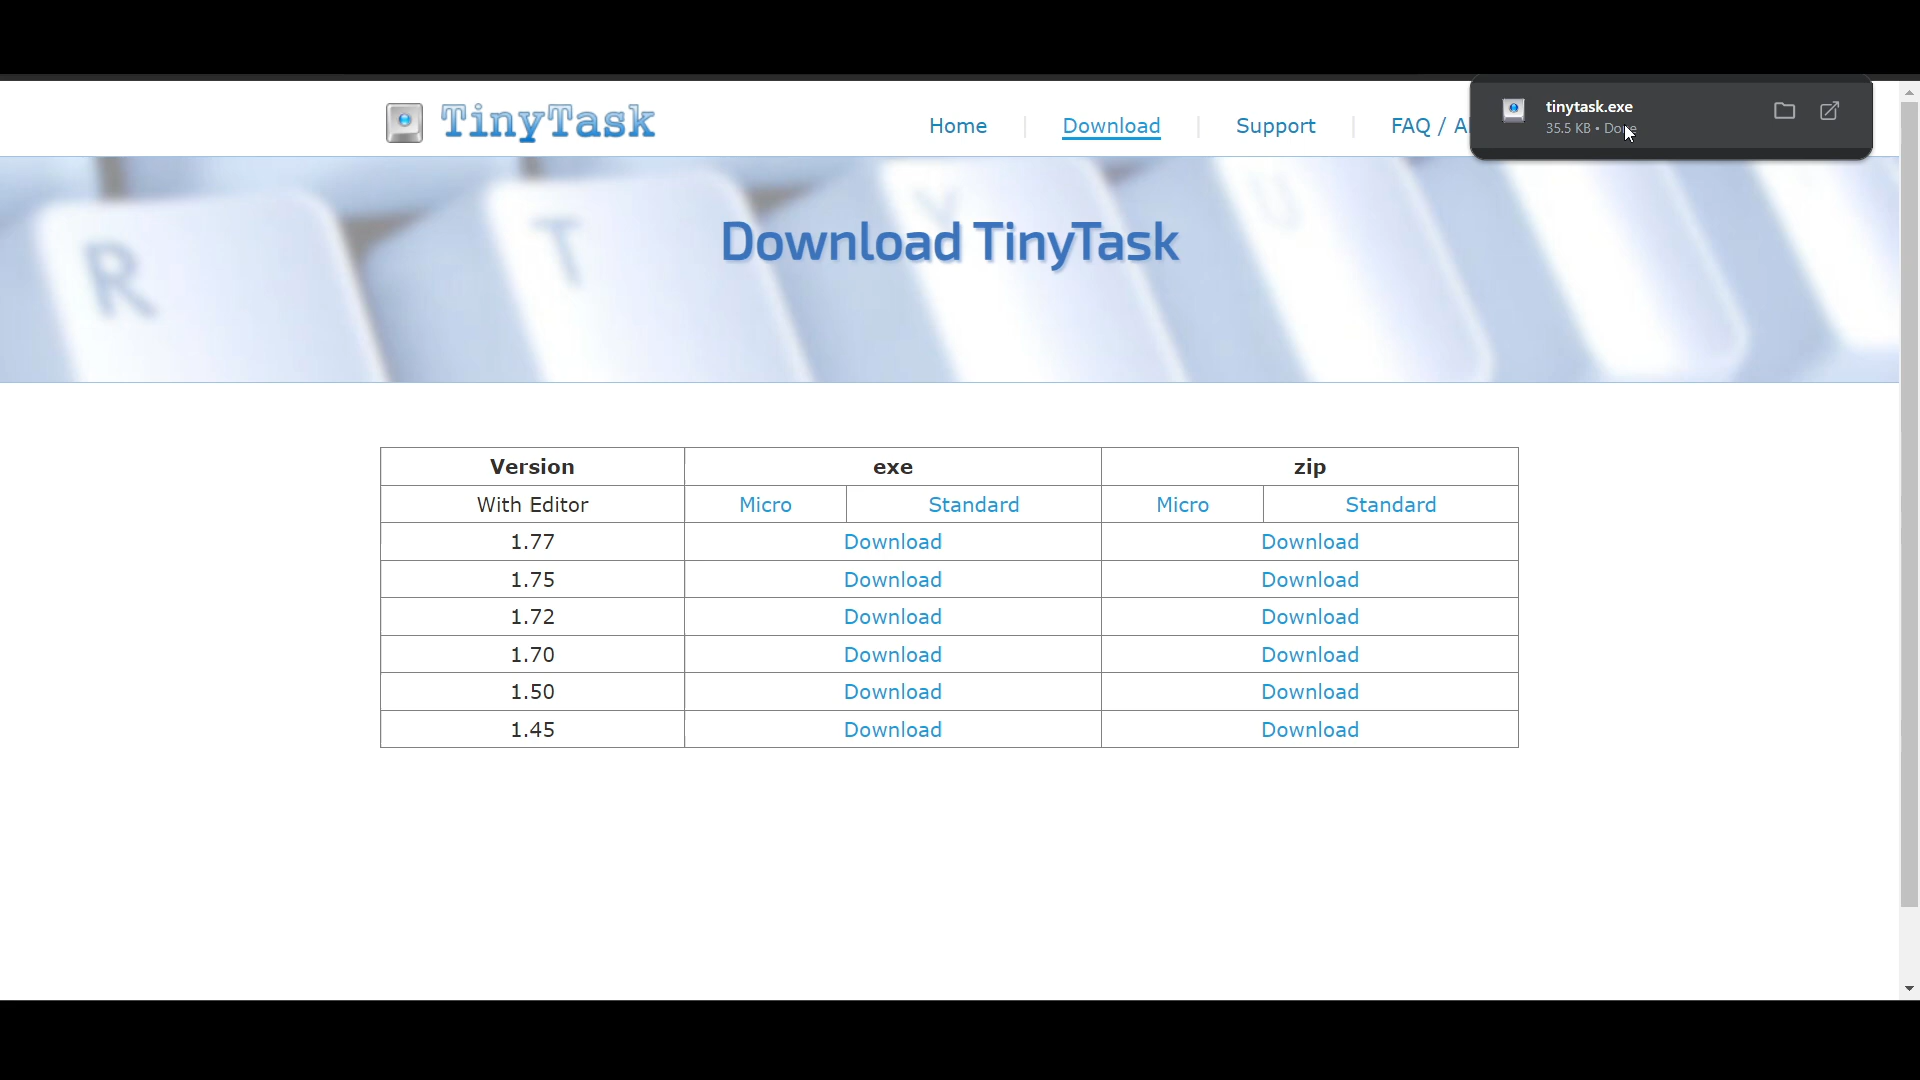 TinyTask
Home
Download
Support
FAQ / A
tinytask.exe
35.5 KB • Done
R T Y U
Download TinyTask
Version exe zip
With Editor Micro Standard Micro Standard
1.77 Download Download
1.75 Download Download
1.72 Download Download
1.70 Download Download
1.50 Download Download
1.45 Download Download